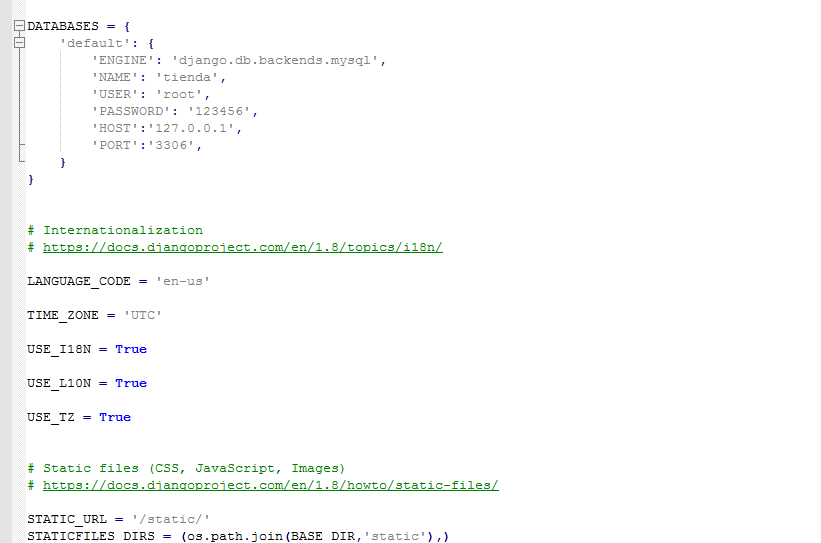 DATABASES = {
    'default': {
        'ENGINE': 'django.db.backends.mysql',
        'NAME': 'tienda',
        'USER': 'root',
        'PASSWORD': '123456',
        'HOST':'127.0.0.1',
        'PORT':'3306',
    }
}
# Internationalization
# https://docs.djangoproject.com/en/1.8/topics/i18n/
LANGUAGE_CODE = 'en-us'
TIME_ZONE = 'UTC'
USE_I18N = True
USE_L10N = True
USE_TZ = True
# Static files (CSS, JavaScript, Images)
# https://docs.djangoproject.com/en/1.8/howto/static-files/
STATIC_URL = '/static/'
STATICFILES_DIRS = (os.path.join(BASE_DIR,'static'),)